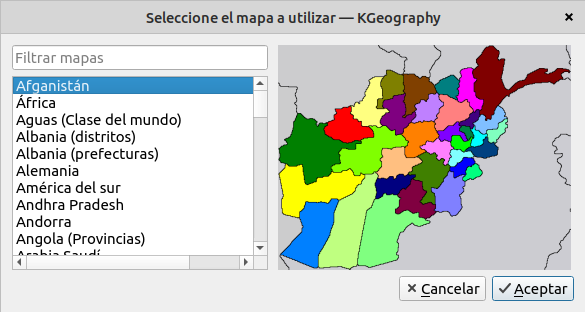 Seleccione el mapa a utilizar — KGeography
Filtrar mapas
Afganistán
África
Aguas (Clase del mundo)
Albania (distritos)
Albania (prefecturas)
Alemania
América del sur
Andhra Pradesh
Andorra
Angola (Provincias)
Arabia Saudí
Cancelar
Aceptar